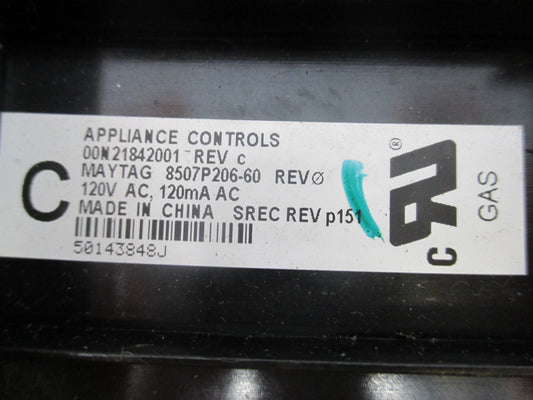 APPLIANCE CONTROLS
00N21842001 REV c
MAYTAG 8507P206-60 REVØ
120V AC, 120mA AC
MADE IN CHINA SREC REV p151
50143848J
C
®
C
GAS